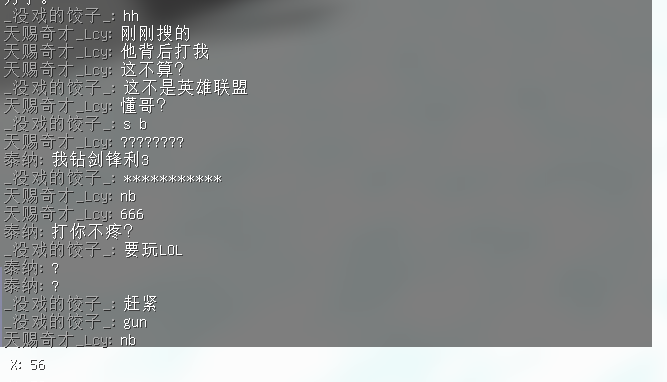 _没戏的饺子_: hh
天赐奇才_Lcy: 刚刚搜的
天赐奇才_Lcy: 他背后打我
天赐奇才_Lcy: 这不算?
_没戏的饺子_: 这不是英雄联盟
天赐奇才_Lcy: 懂哥?
_没戏的饺子_: s b
天赐奇才_Lcy: ????????
泰纳: 我钻剑锋利3
_没戏的饺子_: ***********
天赐奇才_Lcy: nb
天赐奇才_Lcy: 666
泰纳: 打你不疼?
_没戏的饺子_: 要玩LOL
泰纳: ?
泰纳: ?
_没戏的饺子_: 赶紧
_没戏的饺子_: gun
天赐奇才_Lcy: nb
X: 56